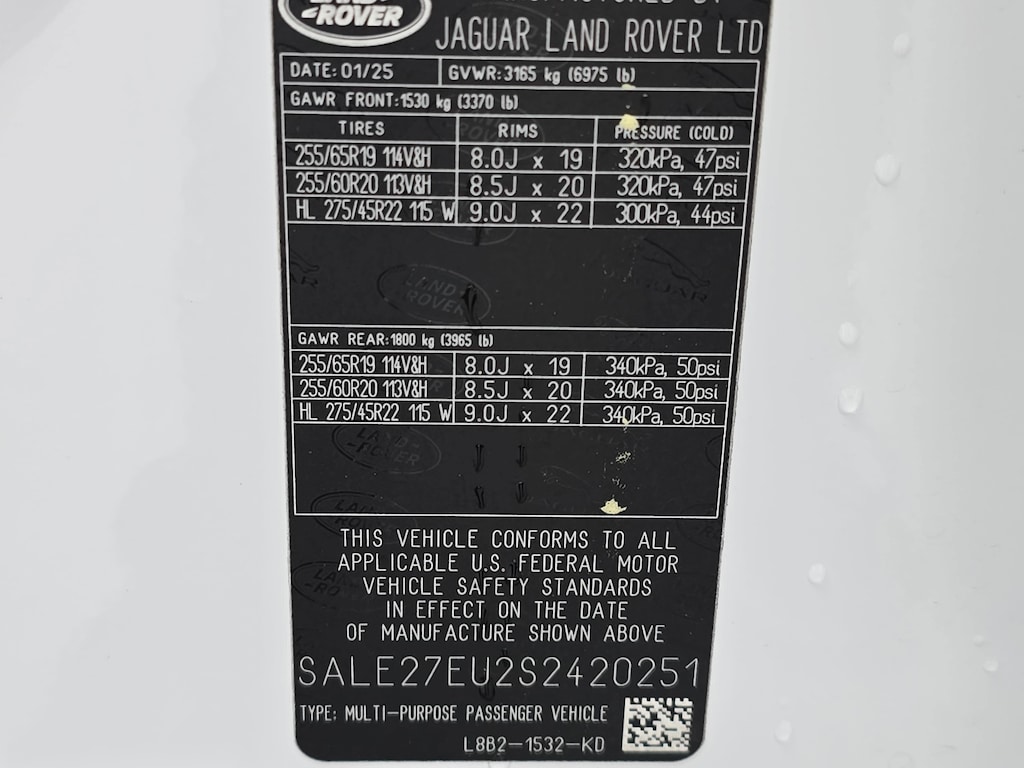 LAND-
-ROVER
JAGUAR LAND ROVER LTD
DATE: 01/25 GVWR: 3165 kg (6975 lb)
GAWR FRONT: 1530 kg (3370 lb)
TIRES RIMS PRESSURE (COLD)
255/65R19 114V&H 8.0J x 19 320kPa, 47psi
255/60R20 113V&H 8.5J x 20 320kPa, 47psi
HL 275/45R22 115 W 9.0J x 22 300kPa, 44psi
GAWR REAR: 1800 kg (3965 lb)
255/65R19 114V&H 8.0J x 19 340kPa, 50psi
255/60R20 113V&H 8.5J x 20 340kPa, 50psi
HL 275/45R22 115 W 9.0J x 22 340kPa, 50psi
THIS VEHICLE CONFORMS TO ALL
APPLICABLE U.S. FEDERAL MOTOR
VEHICLE SAFETY STANDARDS
IN EFFECT ON THE DATE
OF MANUFACTURE SHOWN ABOVE
SALE27EU2S2420251
TYPE: MULTI-PURPOSE PASSENGER VEHICLE
L8B2-1532-KD